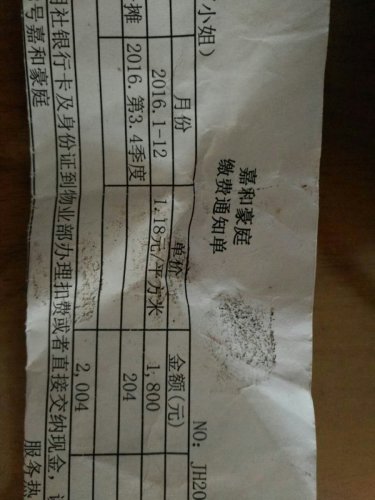 嘉和豪庭
缴费通知单
NO: JH20
小姐)
月份 单价 金额(元)
2016.1-12 1.18元/平方米 1,800
摊 2016.第3.4季度 204
2,004
社银行卡及身份证到物业部办理扣费或者直接交纳现金,
号嘉和豪庭 服务热